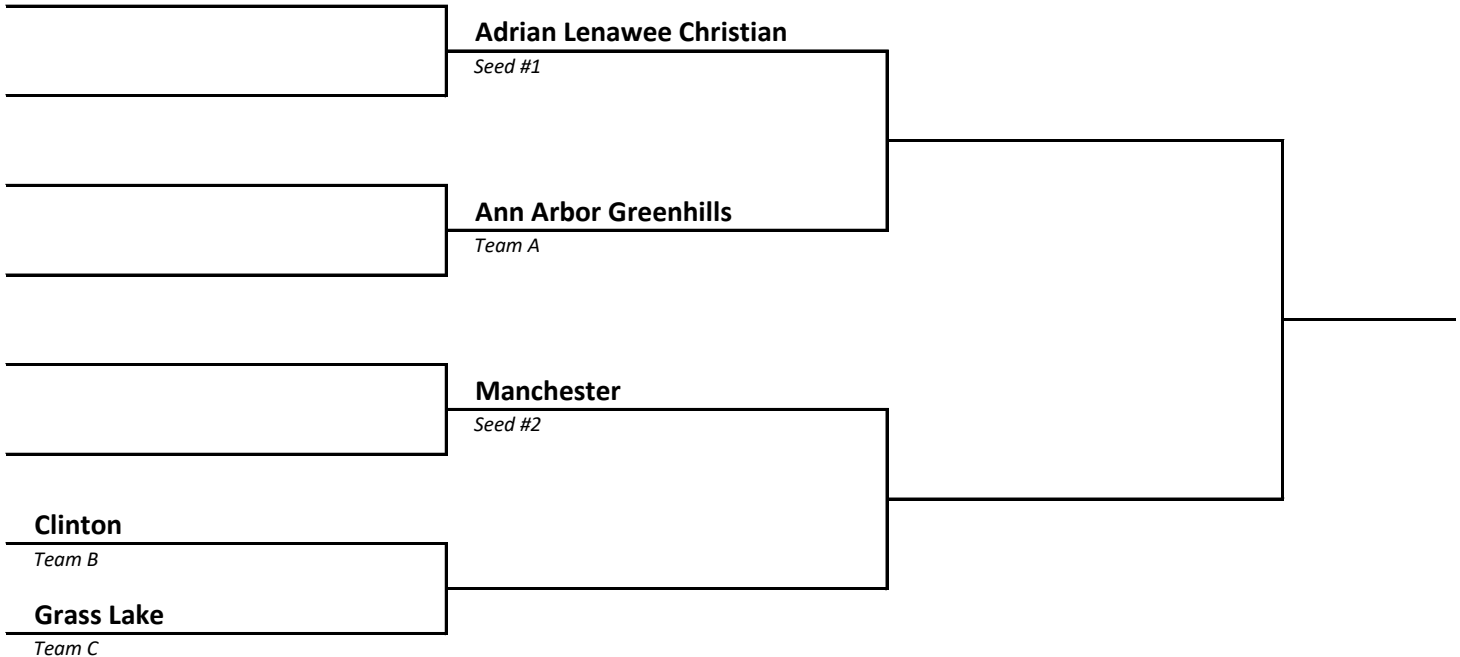 Adrian Lenawee Christian
Seed #1
Ann Arbor Greenhills
Team A
Manchester
Seed #2
Clinton
Team B
Grass Lake
Team C